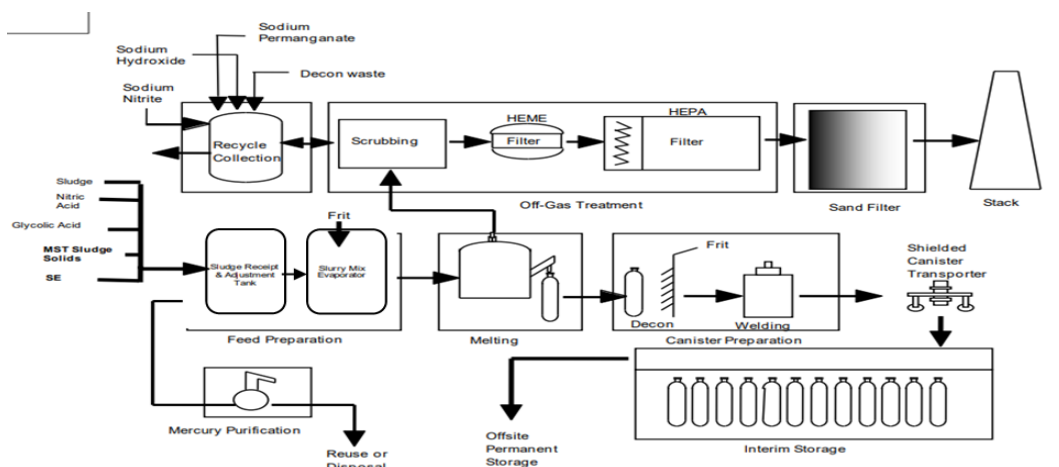 Sodium
Permanganate
Sodium
Hydroxide
Decon waste
Sodium
Nitrite
Recycle
Collection
Scrubbing
HEME
Filter
HEPA
Filter
Off-Gas Treatment
Sand Filter
Stack
Sludge
Nitric
Acid
Glycolic Acid
MST Sludge
Solids
SE
Frit
Sludge Receipt
& Adjustment
Tank
Slurry Mix
Evaporator
Feed Preparation
Melting
Frit
Decon
Welding
Canister Preparation
Shielded
Canister
Transporter
Mercury Purification
Reuse or
Disposal
Offsite
Permanent
Storage
Interim Storage